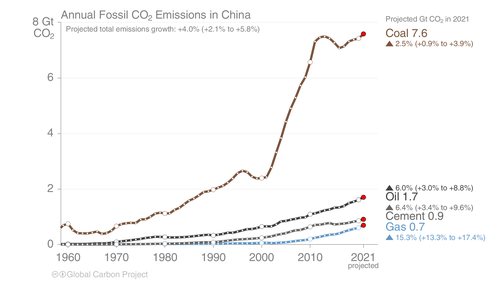 Annual Fossil CO₂ Emissions in China
Projected total emissions growth: +4.0% (+2.1% to +5.8%)
8 Gt
CO₂
6
4
2
0
1960
1970
1980
1990
2000
2010
2021
projected
Projected Gt CO₂ in 2021
Coal 7.6
▲ 2.5% (+0.9% to +3.9%)
▲ 6.0% (+3.0% to +8.8%)
Oil 1.7
▲ 6.4% (+3.4% to +9.6%)
Cement 0.9
Gas 0.7
▲ 15.3% (+13.3% to +17.4%)
Global Carbon Project